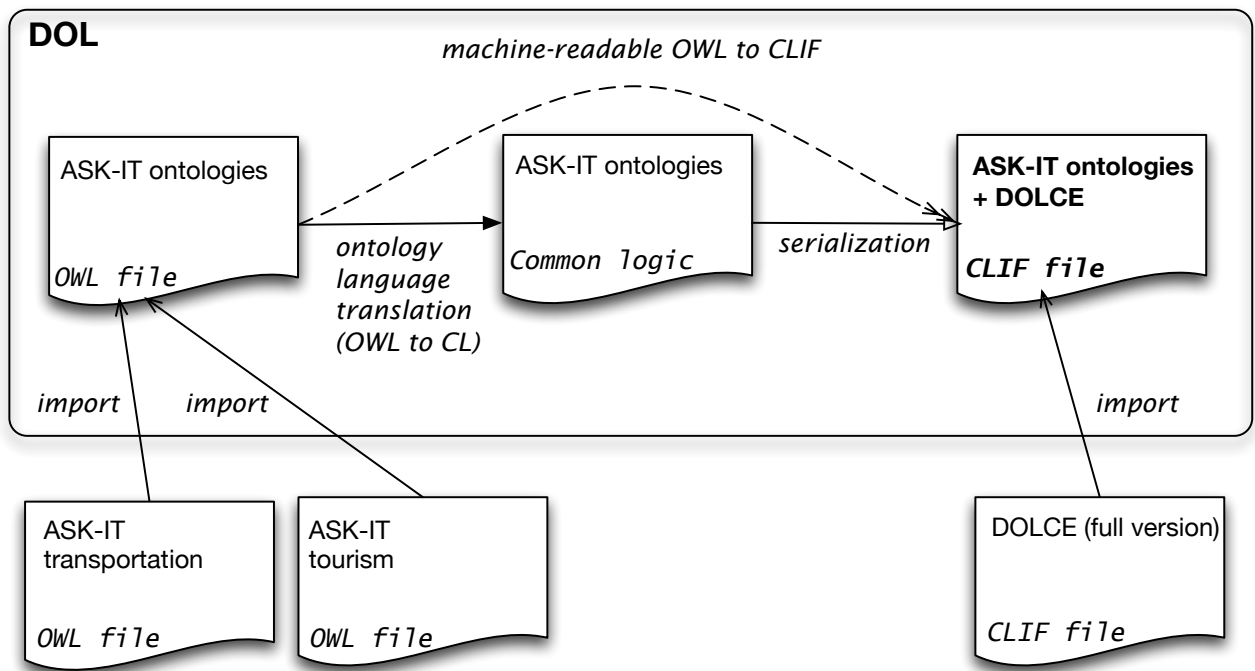 DOL
machine-readable OWL to CLIF
ASK-IT ontologies
OWL file
ontology
language
translation
(OWL to CL)
ASK-IT ontologies
Common logic
serialization
ASK-IT ontologies
+ DOLCE
CLIF file
import
import
import
ASK-IT
transportation
OWL file
ASK-IT
tourism
OWL file
DOLCE (full version)
CLIF file